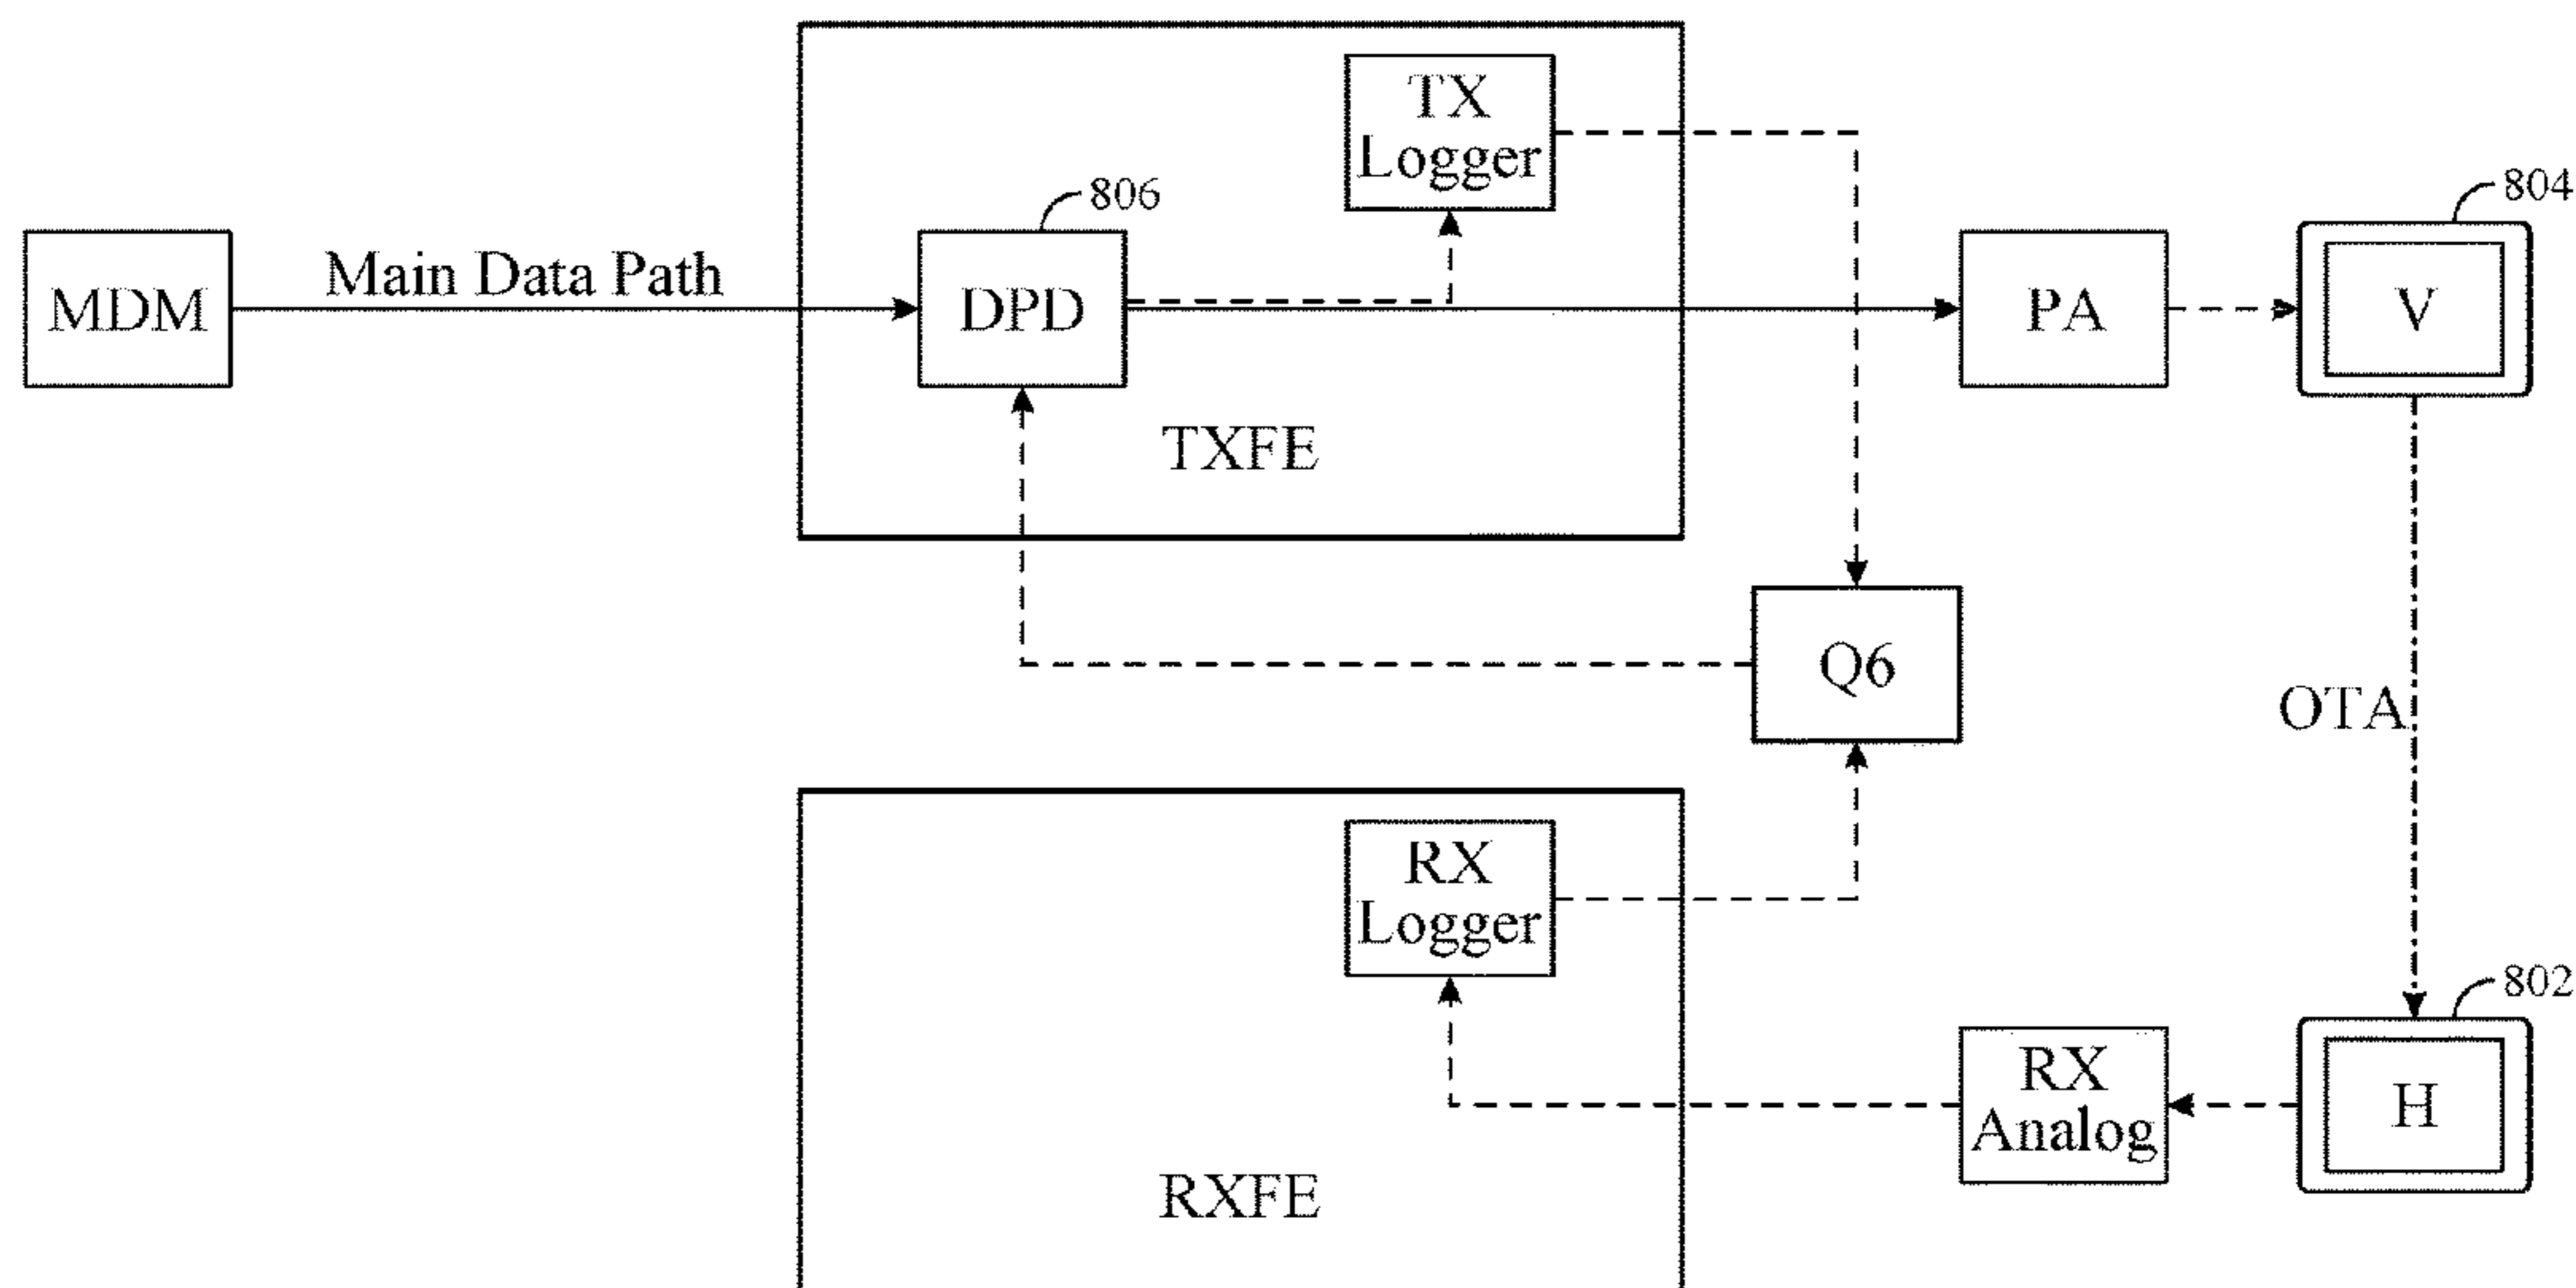 TX
Logger
806
804
MDM
Main Data Path
DPD
PA
V
TXFE
Q6
OTA
RX
Logger
802
RX
Analog
H
RXFE